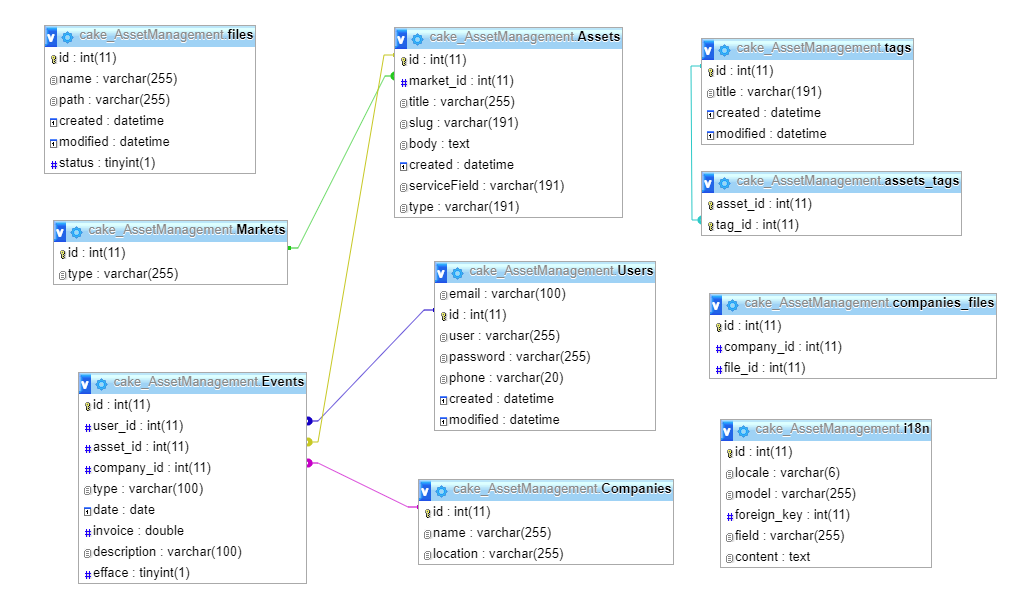 cake_AssetManagement.files
id : int(11)
name : varchar(255)
path : varchar(255)
created : datetime
modified : datetime
status : tinyint(1)
cake_AssetManagement.Assets
id : int(11)
market_id : int(11)
title : varchar(255)
slug : varchar(191)
body : text
created : datetime
serviceField : varchar(191)
type : varchar(191)
cake_AssetManagement.tags
id : int(11)
title : varchar(191)
created : datetime
modified : datetime
cake_AssetManagement.assets_tags
asset_id : int(11)
tag_id : int(11)
cake_AssetManagement.Markets
id : int(11)
type : varchar(255)
cake_AssetManagement.Users
email : varchar(100)
id : int(11)
user : varchar(255)
password : varchar(255)
phone : varchar(20)
created : datetime
modified : datetime
cake_AssetManagement.companies_files
id : int(11)
company_id : int(11)
file_id : int(11)
cake_AssetManagement.Events
id : int(11)
user_id : int(11)
asset_id : int(11)
company_id : int(11)
type : varchar(100)
date : date
invoice : double
description : varchar(100)
efface : tinyint(1)
cake_AssetManagement.Companies
id : int(11)
name : varchar(255)
location : varchar(255)
cake_AssetManagement.i18n
id : int(11)
locale : varchar(6)
model : varchar(255)
foreign_key : int(11)
field : varchar(255)
content : text